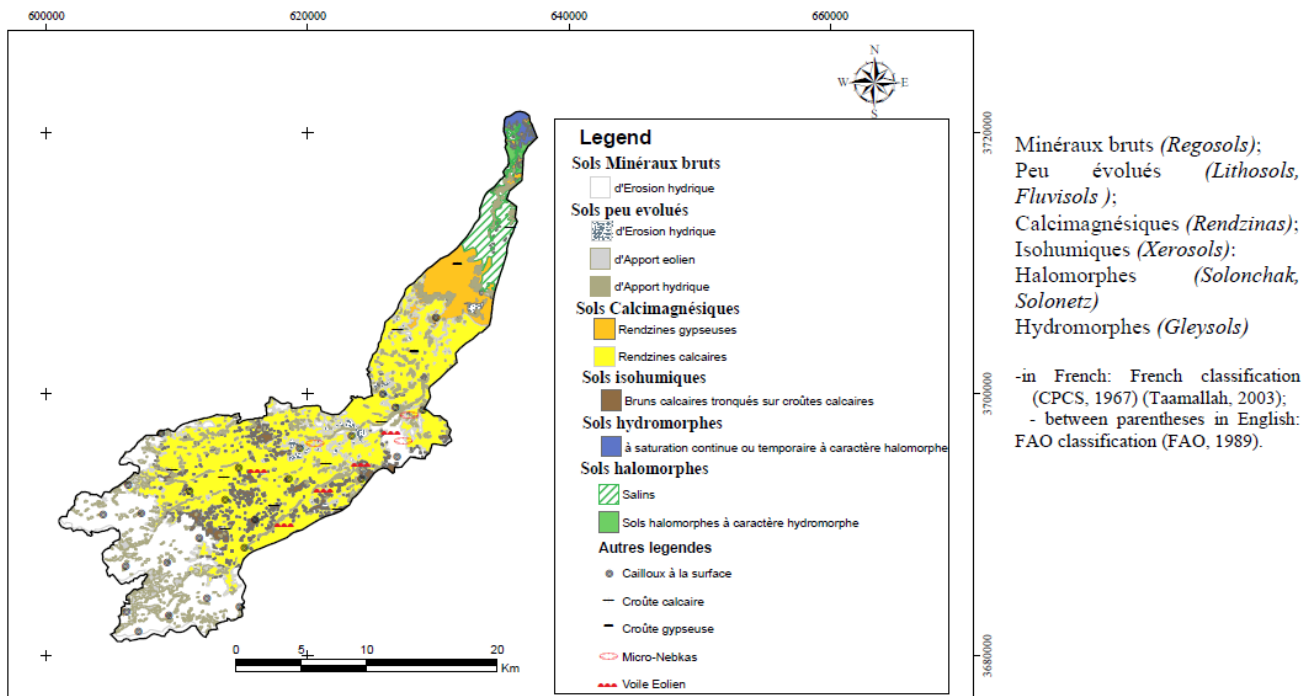 600000
620000
640000
660000
N
W
E
S
3720000
3700000
3680000
Legend
Sols Minéraux bruts
d'Erosion hydrique
Sols peu evolués
d'Erosion hydrique
d'Apport eolien
d'Apport hydrique
Sols Calcimagnésiques
Rendzines gypseuses
Rendzines calcaires
Sols isohumiques
Bruns calcaires tronqués sur croûtes calcaires
Sols hydromorphes
à saturation continue ou temporaire à caractère halomorphe
Sols halomorphes
Salins
Sols halomorphes à caractère hydromorphe
Autres legendes
Cailloux à la surface
Croûte calcaire
Croûte gypseuse
Micro-Nebkas
Voile Eolien
0 5 10 20
Km
Minéraux bruts (Regosols);
Peu évolués (Lithosols,
Fluvisols );
Calcimagnésiques (Rendzinas);
Isohumiques (Xerosols):
Halomorphes (Solonchak,
Solonetz)
Hydromorphes (Gleysols)
-in French: French classification
(CPCS, 1967) (Taamallah, 2003);
- between parentheses in English:
FAO classification (FAO, 1989).